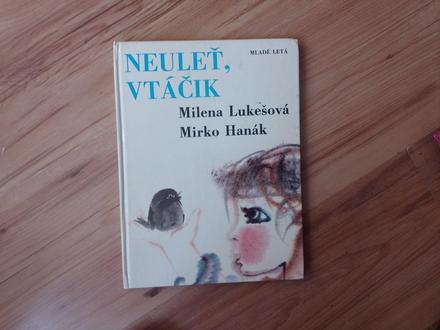 MLADÉ LETÁ
NEULEŤ,
VTÁČIK
Milena Lukešová
Mirko Hanák